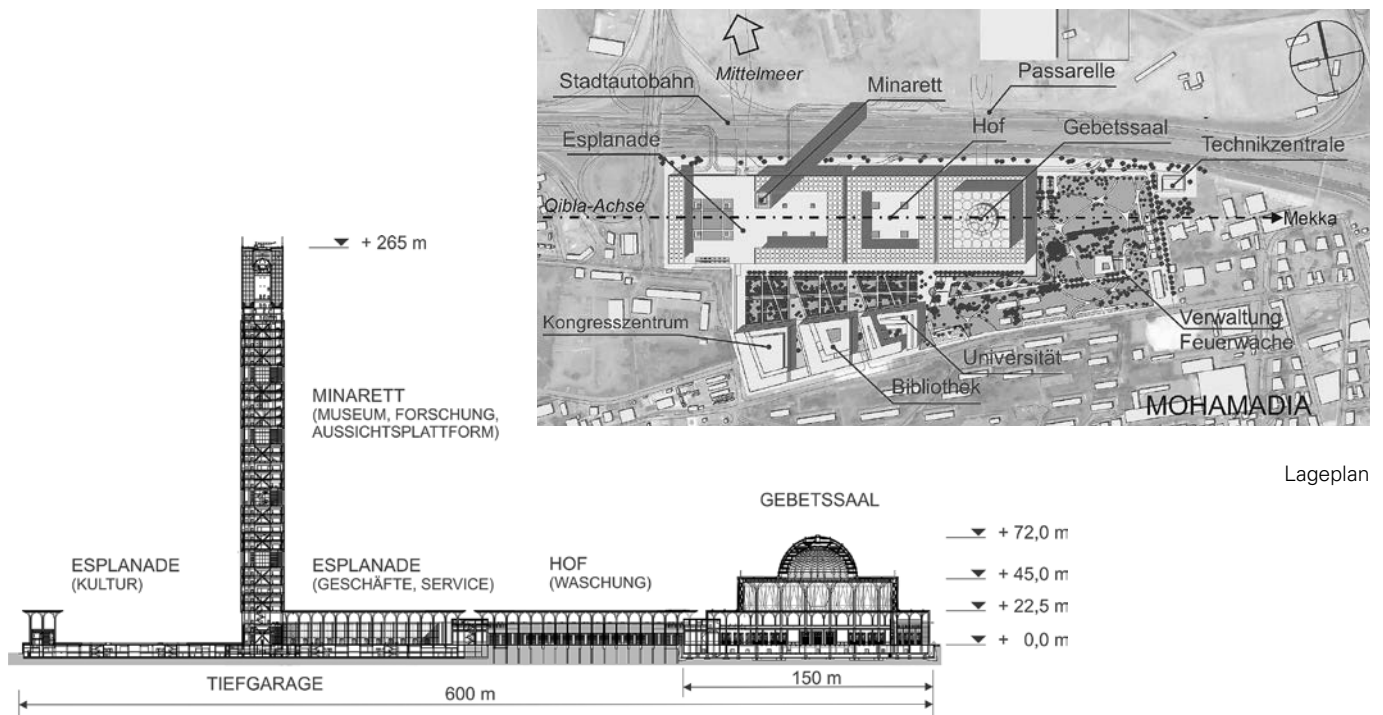 Mittelmeer
Passarelle
Stadtautobahn
Minarett
Hof
Gebetssaal
Esplanade
Technikzentrale
Qibla-Achse
Mekka
Kongresszentrum
Verwaltung
Feuerwache
Universität
Bibliothek
MOHAMADIA
Lageplan
+ 265 m
MINARETT
(MUSEUM, FORSCHUNG,
AUSSICHTSPLATTFORM)
GEBETSSAAL
+ 72,0 m
ESPLANADE
(KULTUR)
ESPLANADE
(GESCHÄFTE, SERVICE)
HOF
(WASCHUNG)
+ 45,0 m
+ 22,5 m
+ 0,0 m
TIEFGARAGE
600 m
150 m